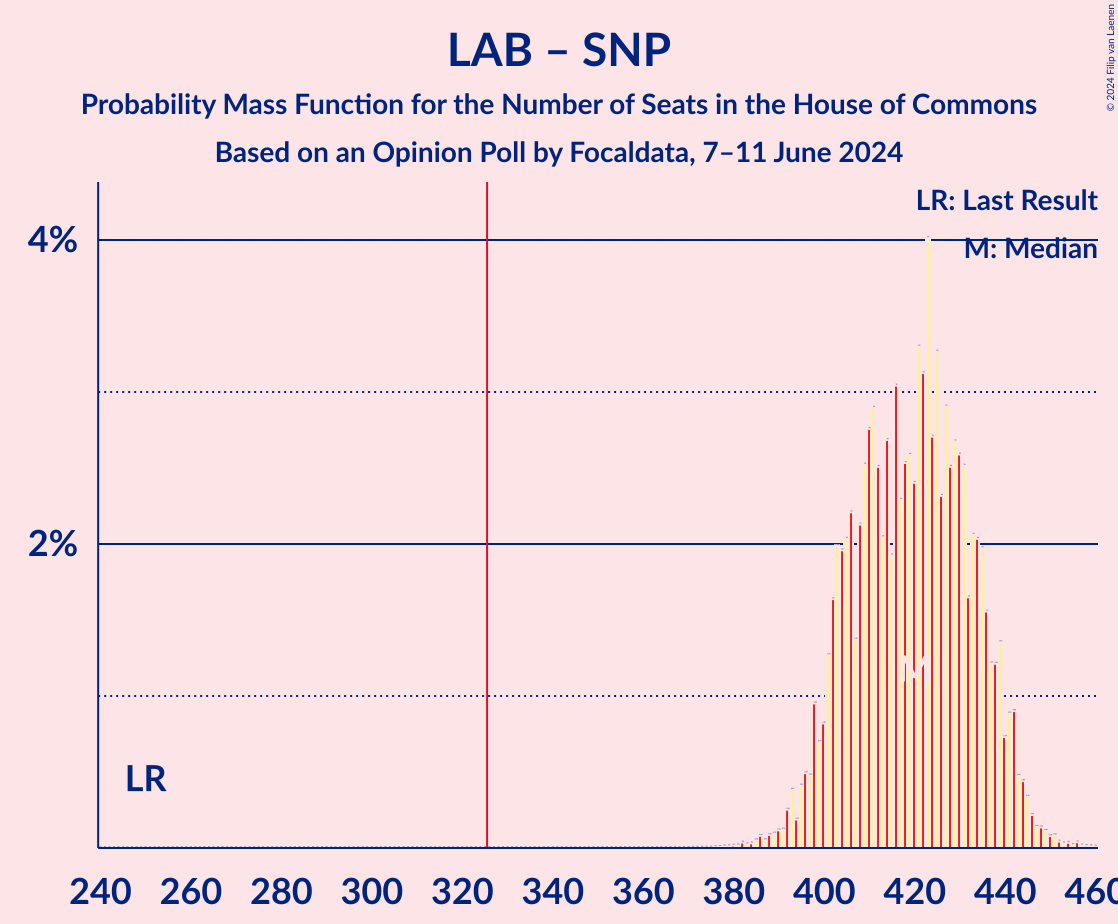 LAB – SNP
Probability Mass Function for the Number of Seats in the House of Commons
Based on an Opinion Poll by Focaldata, 7–11 June 2024
© 2024 Filip van Laenen
LR: Last Result
M: Median
4%
2%
M
LR
240 260 280 300 320 340 360 380 400 420 440 460